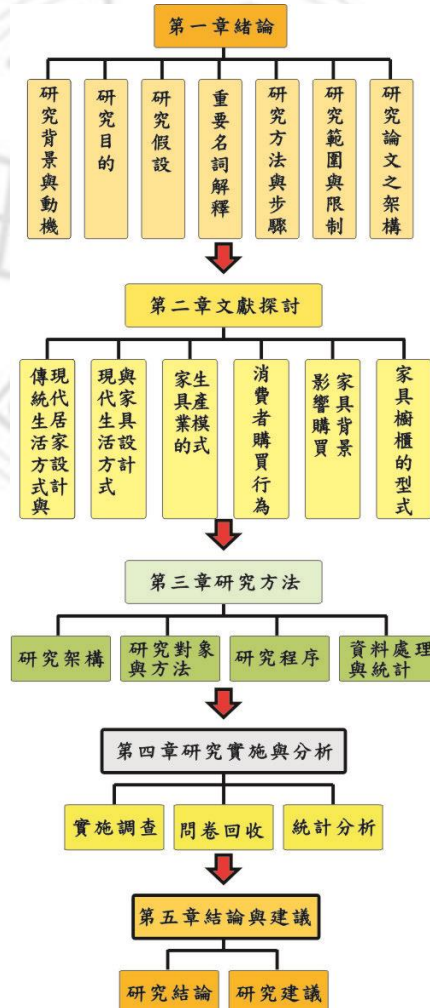 第一章緒論
研究背景與動機
研究目的
研究假設
重要名詞解釋
研究方法與步驟
研究範圍與限制
研究論文之架構
第二章文獻探討
傳統生活方式與
現代居家設計
現代生活方式
與家具設計
家具業的
生產模式
消費者購買行為
影響購買
家具背景
家具櫥櫃的型式
第三章研究方法
研究架構
研究對象
與方法
研究程序
資料處理
與統計
第四章研究實施與分析
實施調查
問卷回收
統計分析
第五章結論與建議
研究結論
研究建議